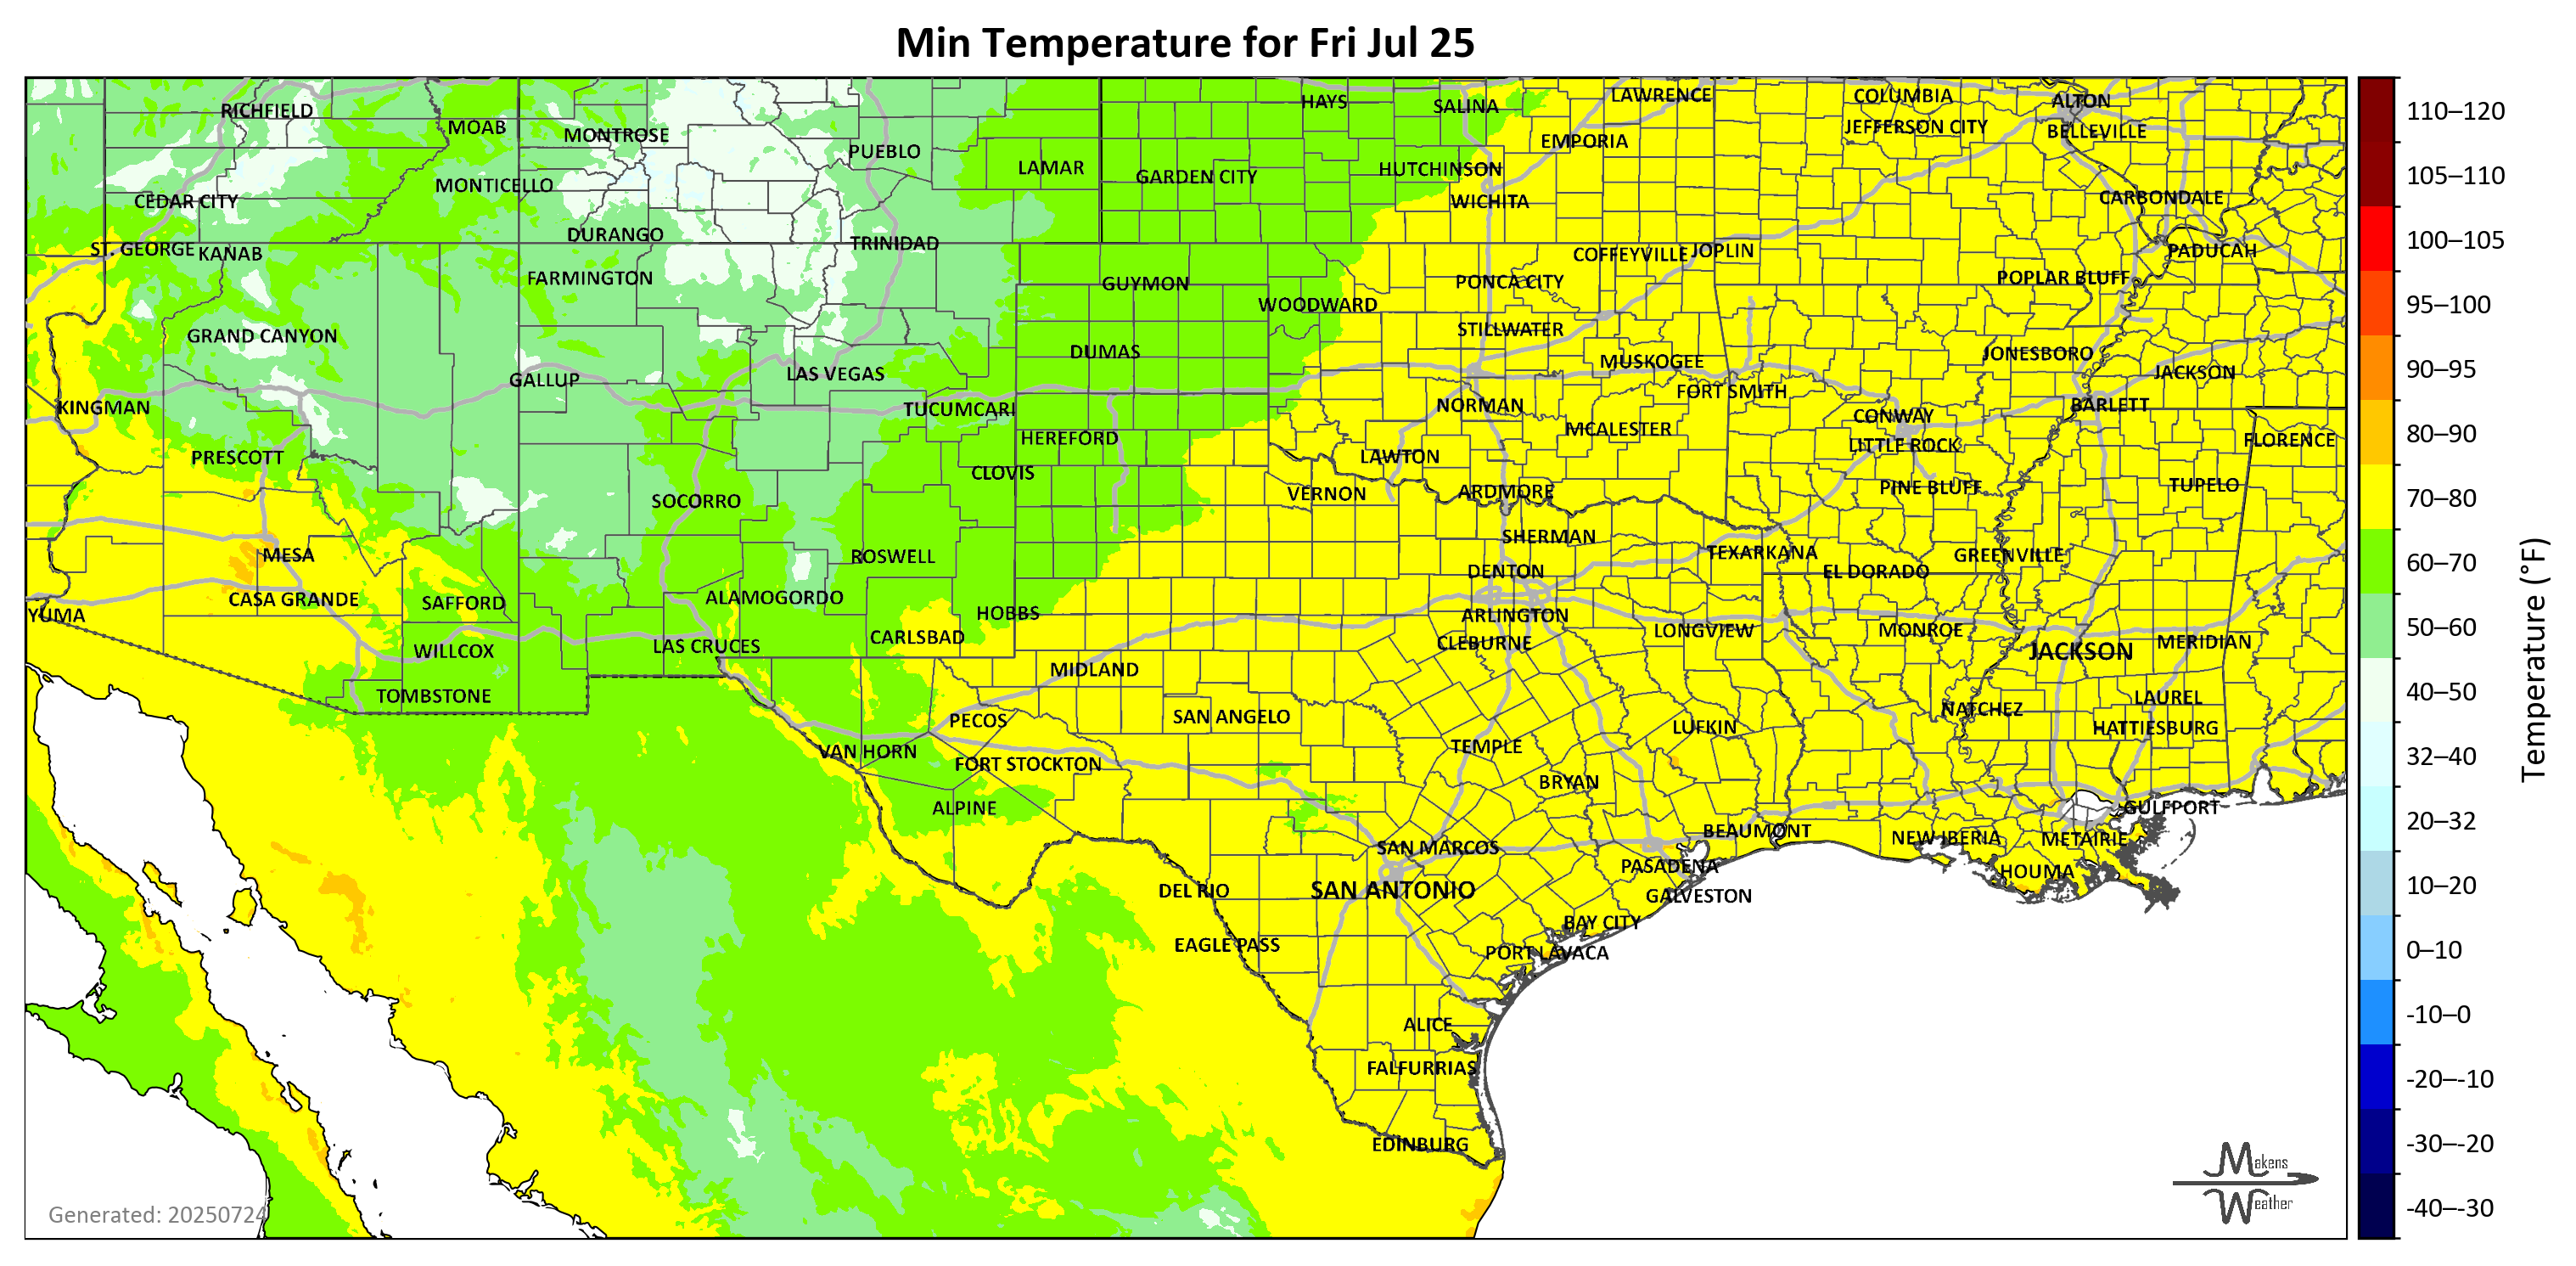 Min Temperature for Fri Jul 25
RICHFIELD
MOAB
MONTROSE
PUEBLO
LAMAR
HAYS
SALINA
LAWRENCE
COLUMBIA
ALTON
EMPORIA
JEFFERSON CITY
BELLEVILLE
GARDEN CITY
HUTCHINSON
MONTICELLO
CEDAR CITY
WICHITA
CARBONDALE
DURANGO
TRINIDAD
ST. GEORGE
KANAB
COFFEYVILLE
JOPLIN
PADUCAH
FARMINGTON
GUYMON
PONCA CITY
POPLAR BLUFF
WOODWARD
GRAND CANYON
STILLWATER
DUMAS
MUSKOGEE
JONESBORO
GALLUP
LAS VEGAS
FORT SMITH
JACKSON
KINGMAN
TUCUMCARI
NORMAN
CONWAY
BARLETT
HEREFORD
MCALESTER
LITTLE ROCK
FLORENCE
PRESCOTT
CLOVIS
LAWTON
SOCORRO
VERNON
ARDMORE
PINE BLUFF
TUPELO
MESA
ROSWELL
SHERMAN
TEXARKANA
GREENVILLE
DENTON
EL DORADO
CASA GRANDE
SAFFORD
ALAMOGORDO
HOBBS
ARLINGTON
YUMA
CARLSBAD
CLEBURNE
LONGVIEW
MONROE
MERIDIAN
WILLCOX
LAS CRUCES
JACKSON
MIDLAND
TOMBSTONE
LAUREL
PECOS
SAN ANGELO
NATCHEZ
LUFKIN
HATTIESBURG
VAN HORN
TEMPLE
FORT STOCKTON
BRYAN
ALPINE
GULFPORT
BEAUMONT
NEW IBERIA
METAIRIE
SAN MARCOS
PASADENA
HOUMA
DEL RIO
SAN ANTONIO
GALVESTON
BAY CITY
EAGLE PASS
PORT LAVACA
ALICE
FALFURRIAS
EDINBURG
Generated: 20250724
Makens
Weather
110–120
105–110
100–105
95–100
90–95
80–90
70–80
60–70
50–60
40–50
32–40
20–32
10–20
0–10
-10–0
-20–-10
-30–-20
-40–-30
Temperature (°F)